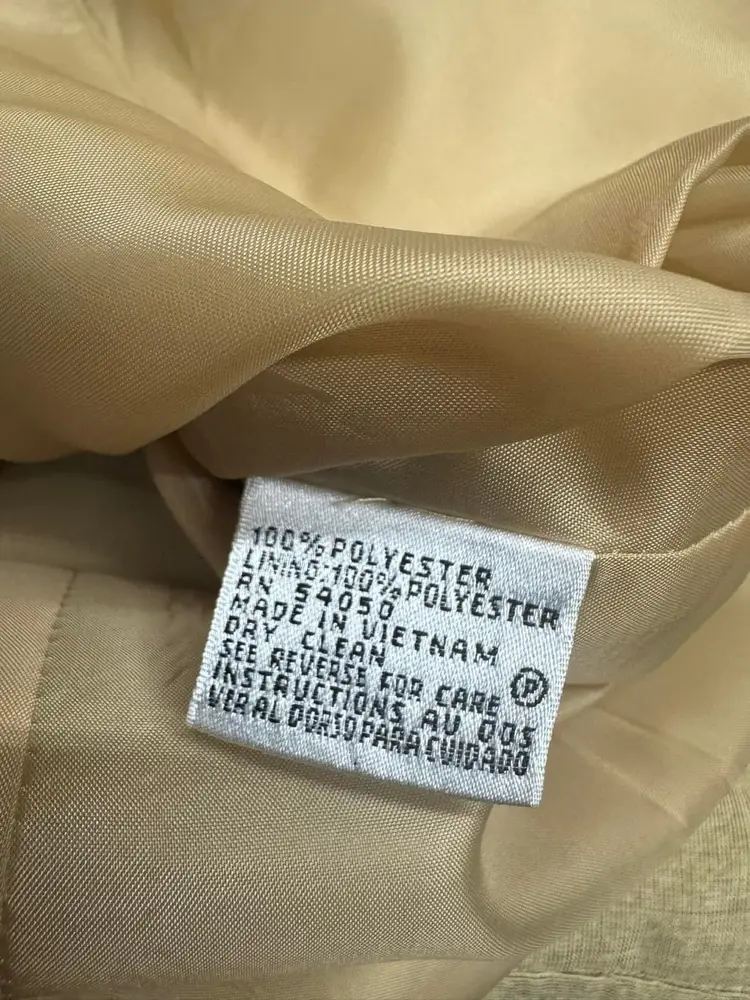 100% POLYESTER
LINING:100% POLYESTER
RN 54050
MADE IN VIETNAM
DRY CLEAN
SEE REVERSE FOR CARE Ⓟ
INSTRUCTIONS AU DOS
VER AL DORSO PARA CUIDADO